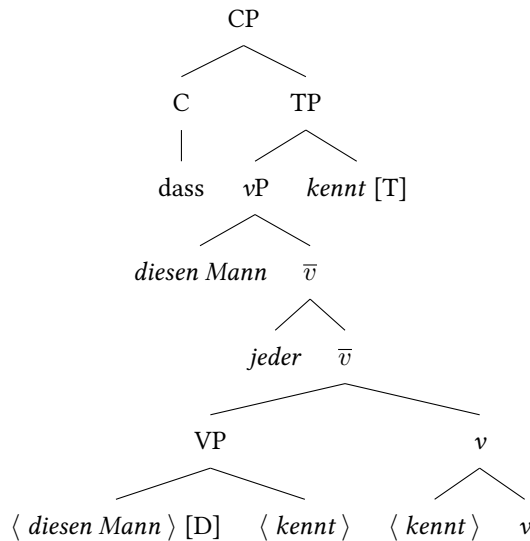 CP
C TP
dass vP kennt [T]
diesen Mann v̅
jeder v̅
VP v
⟨ diesen Mann ⟩ [D] ⟨ kennt ⟩ ⟨ kennt ⟩ v